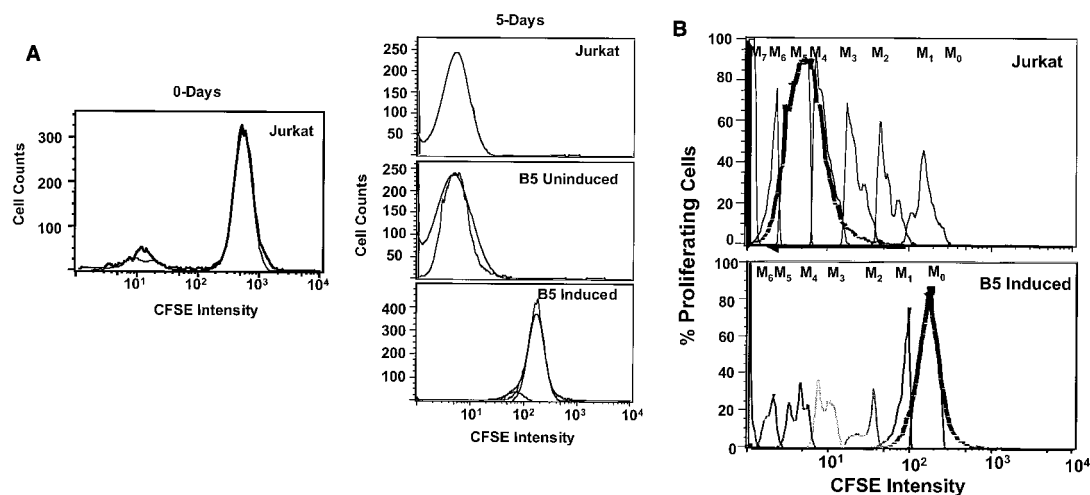 A
0-Days
Jurkat
Cell Counts
300
200
100
10¹ 10² 10³ 10⁴
CFSE Intensity
5-Days
Jurkat
250
200
150
100
50
B5 Uninduced
250
200
150
100
50
B5 Induced
400
300
200
100
Cell Counts
10¹ 10² 10³ 10⁴
CFSE Intensity
B
M₇ M₆ M₅ M₄ M₃ M₂ M₁ M₀
Jurkat
100
80
60
40
20
0
% Proliferating Cells
M₆ M₅ M₄ M₃ M₂ M₁ M₀
B5 Induced
100
80
60
40
20
0
10¹ 10² 10³ 10⁴
CFSE Intensity